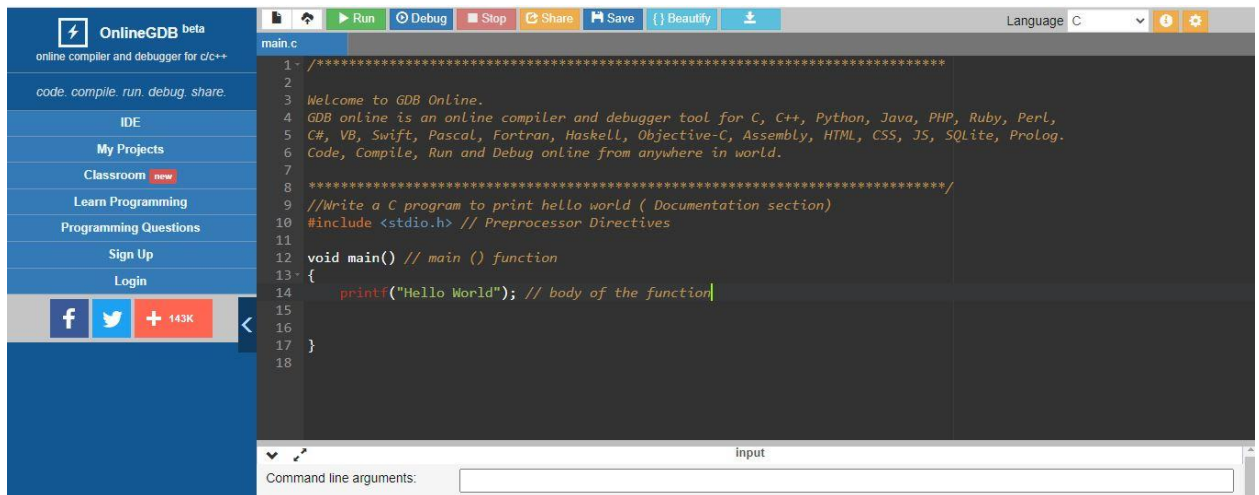 OnlineGDB beta
online compiler and debugger for c/c++
code. compile. run. debug. share.
IDE
My Projects
Classroom new
Learn Programming
Programming Questions
Sign Up
Login
f + 143K
Run Debug Stop Share Save { } Beautify
Language C
main.c
1 /******************************************************************************
2
3 Welcome to GDB Online.
4 GDB online is an online compiler and debugger tool for C, C++, Python, Java, PHP, Ruby, Perl,
5 C#, VB, Swift, Pascal, Fortran, Haskell, Objective-C, Assembly, HTML, CSS, JS, SQLite, Prolog.
6 Code, Compile, Run and Debug online from anywhere in world.
7
8 *******************************************************************************/
9 //Write a C program to print hello world ( Documentation section)
10 #include <stdio.h> // Preprocessor Directives
11
12 void main() // main () function
13 {
14 printf("Hello World"); // body of the function
15
16
17 }
18
input
Command line arguments: